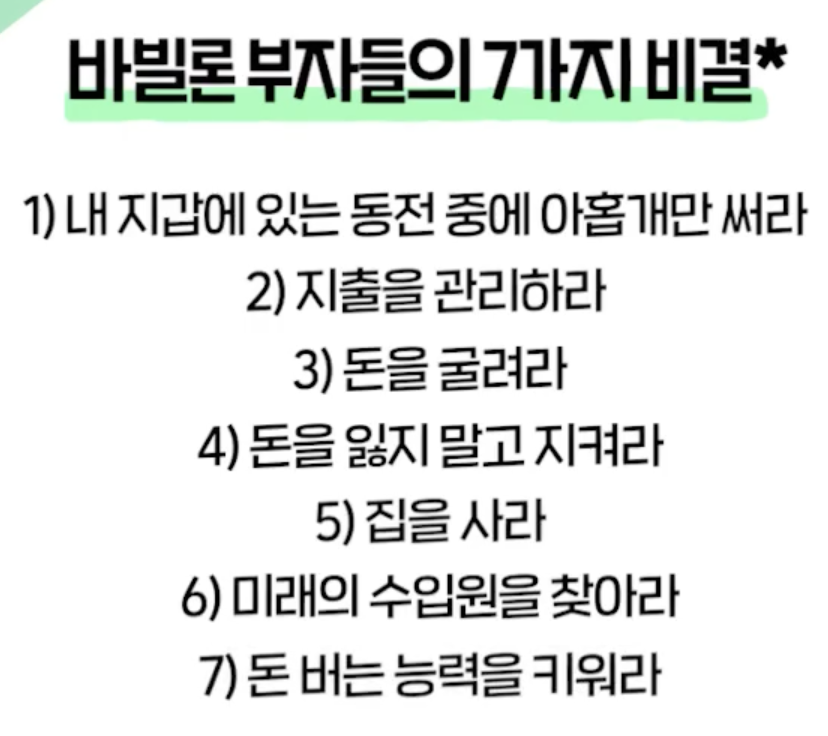 바빌론 부자들의 7가지 비결*
1) 내 지갑에 있는 동전 중에 아홉개만 써라
2) 지출을 관리하라
3) 돈을 굴려라
4) 돈을 잃지 말고 지켜라
5) 집을 사라
6) 미래의 수입원을 찾아라
7) 돈 버는 능력을 키워라